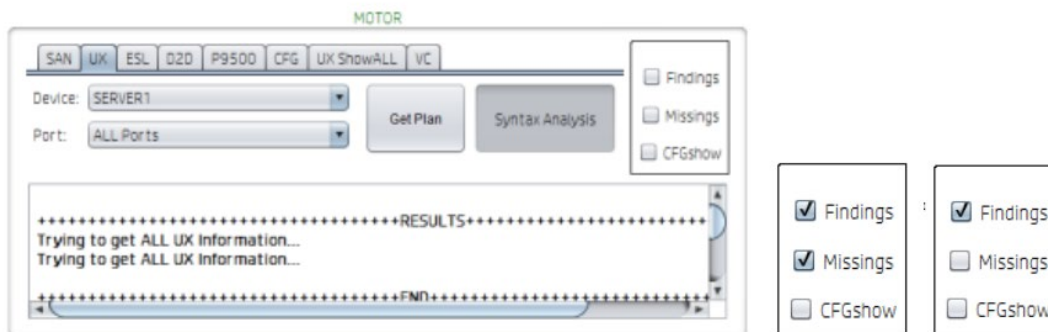 MOTOR
SAN UX ESL D2D P9500 CFG UX ShowALL VC
Device: SERVER1
Port: ALL Ports
Get Plan
Syntax Analysis
Findings
Missings
CFGshow
++++++++++++++++++++++++++++++++++++RESULTS++++++++++++++++++++++++
Trying to get ALL UX Information...
Trying to get ALL UX Information...
++++++++++++++++++++++++++++++++++++END++++++++++++++++++++++++++++
Findings
Missings
CFGshow
:
Findings
Missings
CFGshow